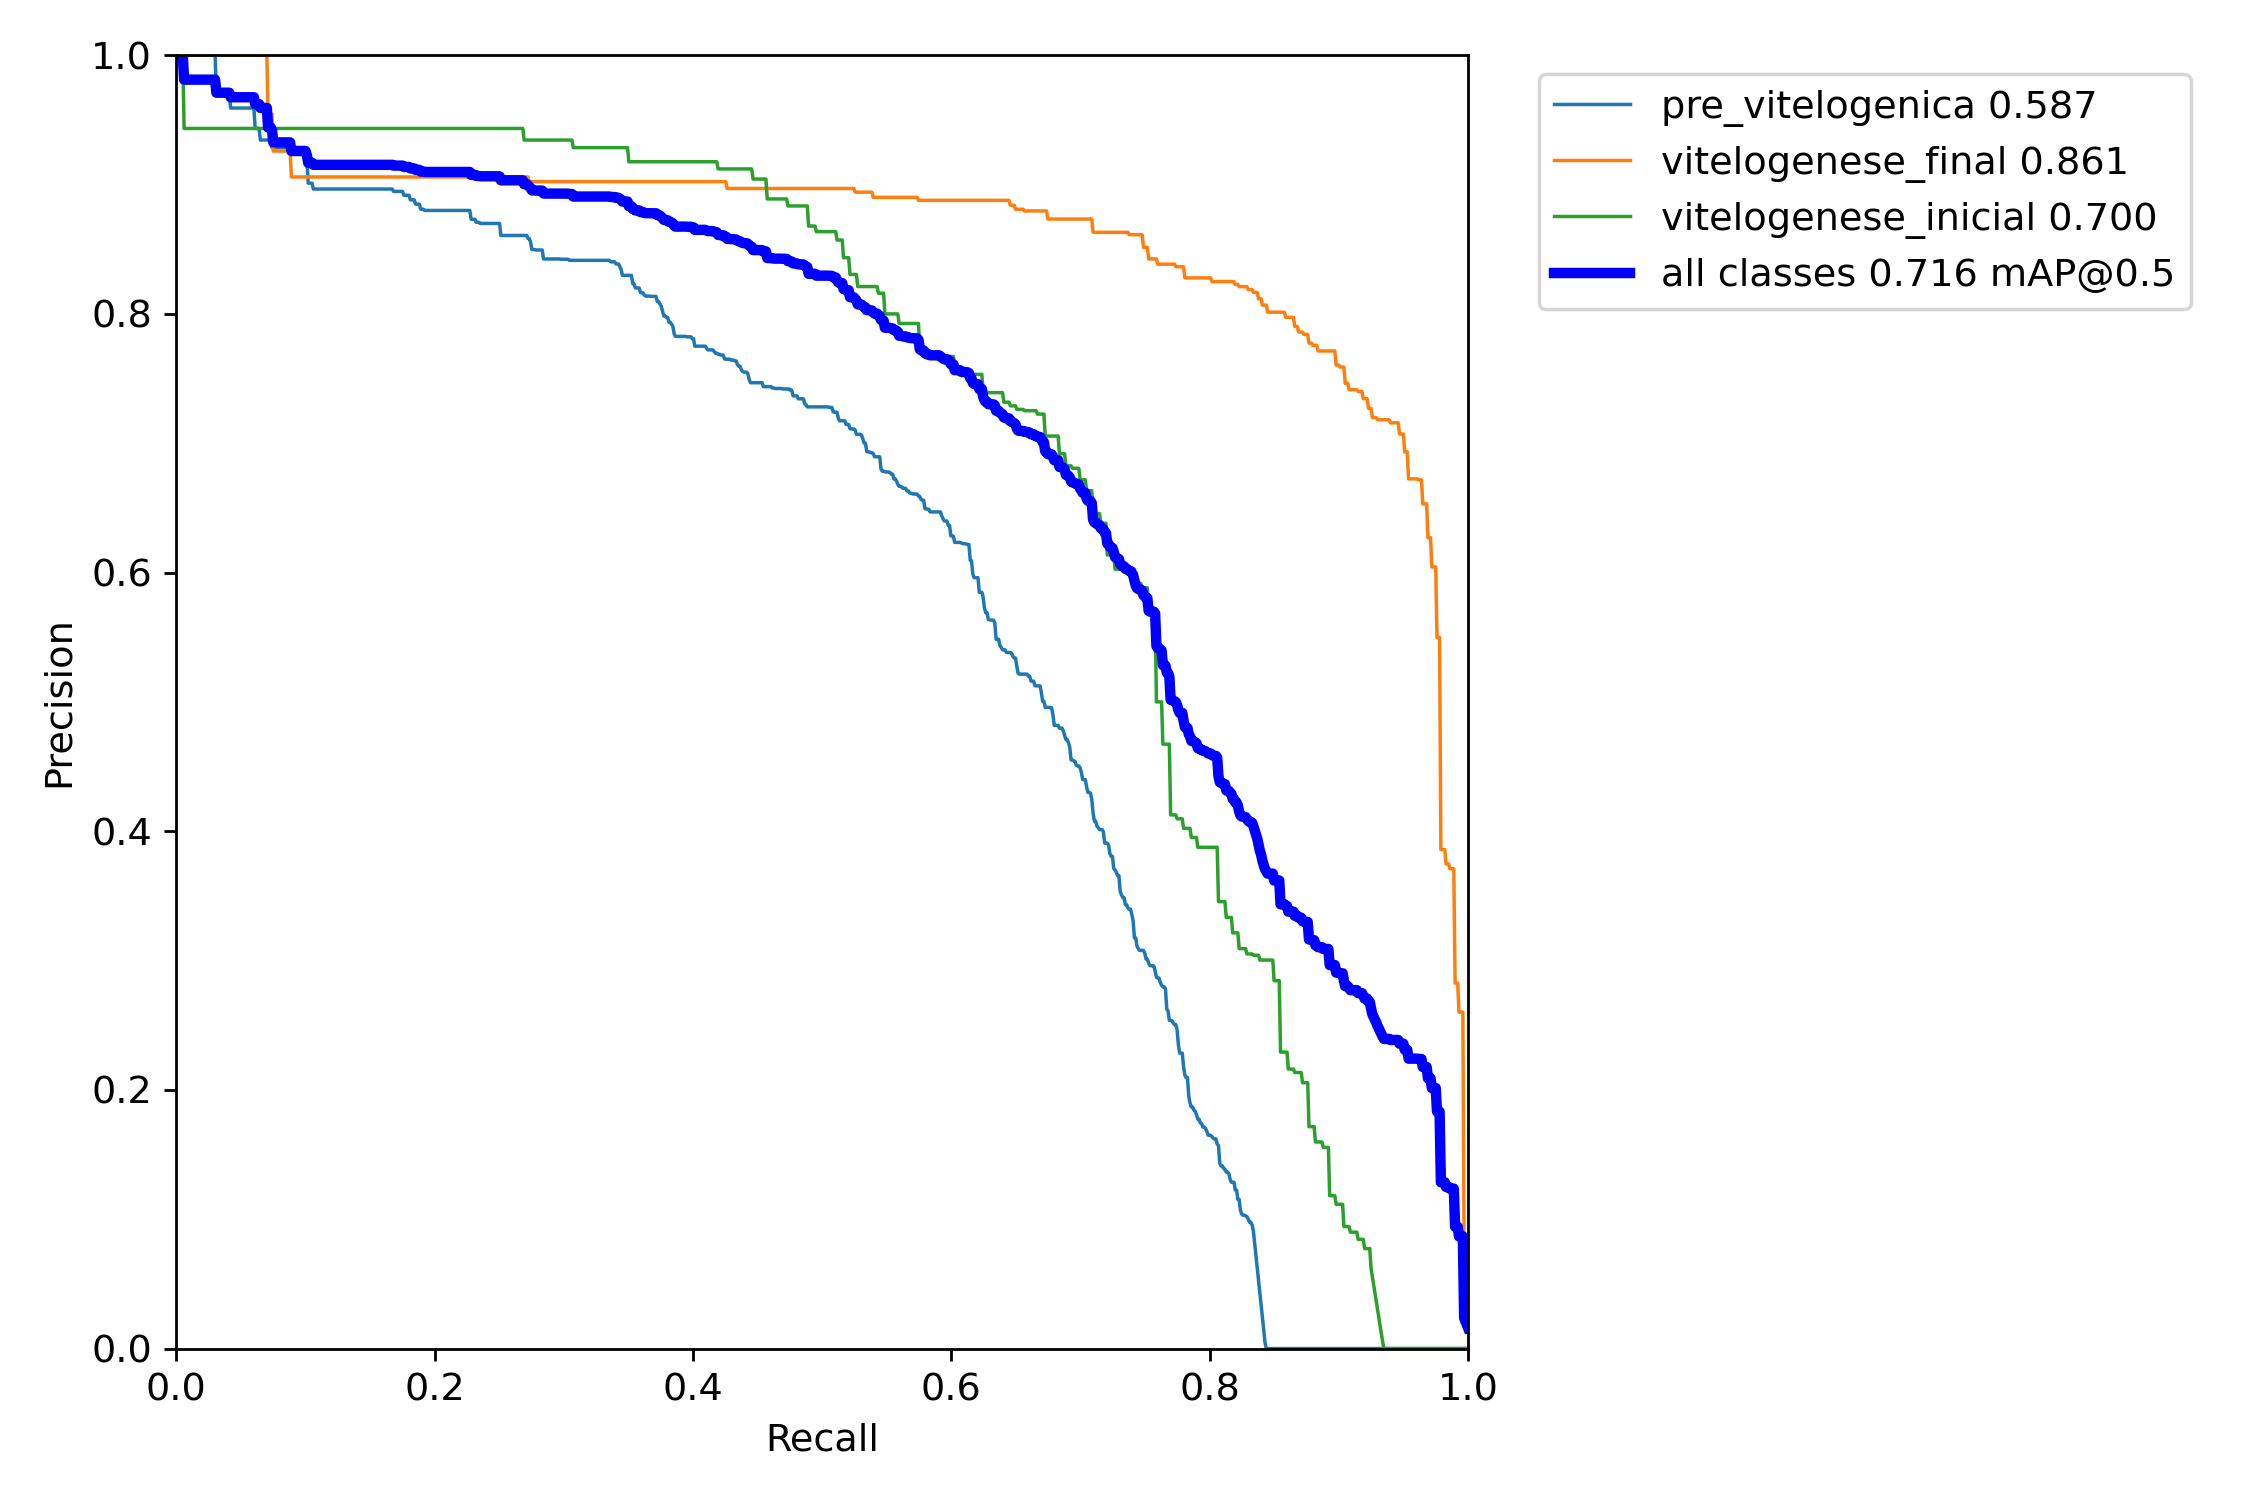 1.0
0.8
0.6
0.4
0.2
0.0
Precision
0.0 0.2 0.4 0.6 0.8 1.0
Recall
pre_vitelogenica 0.587
vitelogenese_final 0.861
vitelogenese_inicial 0.700
all classes 0.716 mAP@0.5